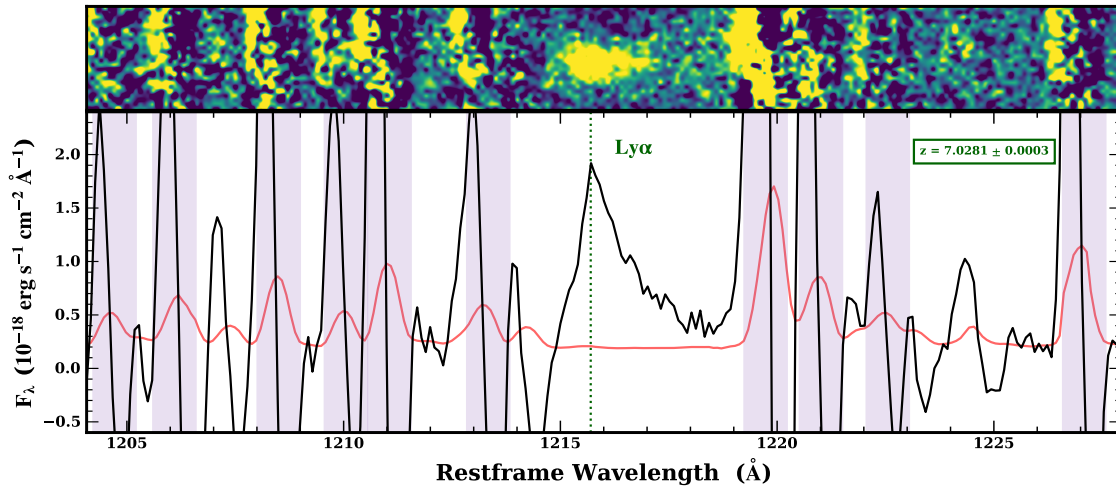 Lyα
z = 7.0281 ± 0.0003
F_λ (10⁻¹⁸ erg s⁻¹ cm⁻² Å⁻¹)
2.0
1.5
1.0
0.5
0.0
−0.5
1205
1210
1215
1220
1225
Restframe Wavelength (Å)